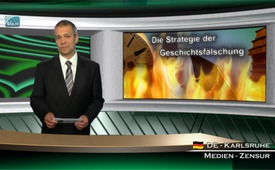 Die Strategie der
Geschichtsfälschung
DE - Karlsruhe
Medien - Zensur